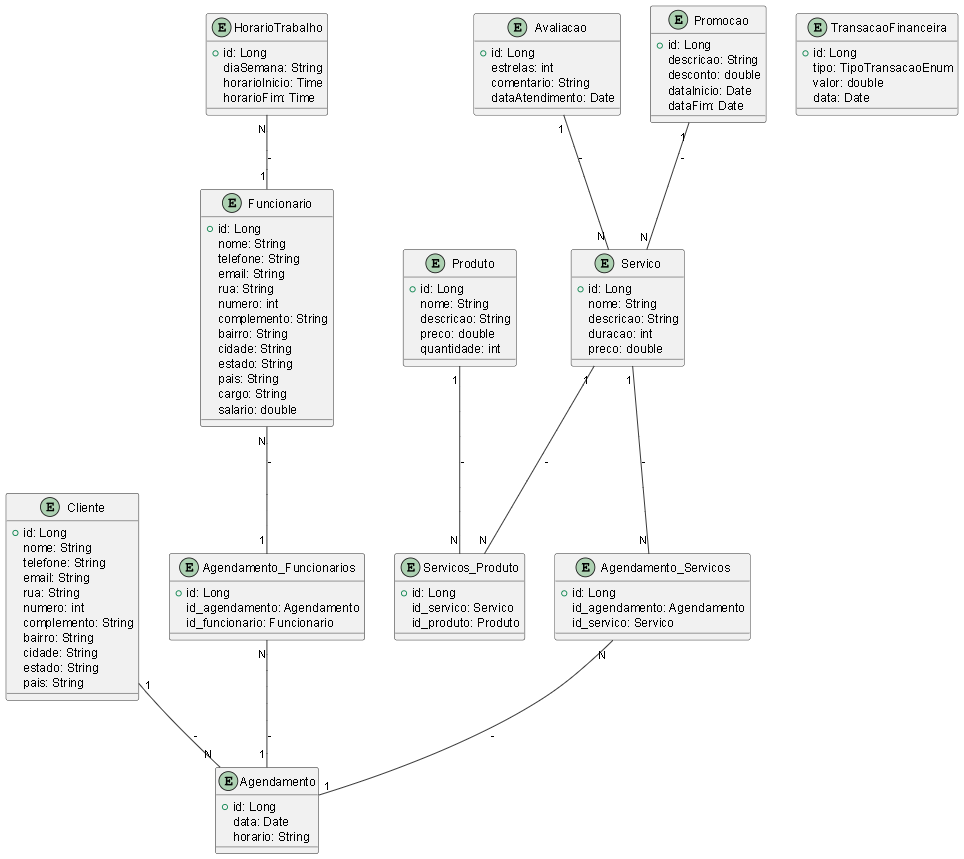 E HorarioTrabalho
id: Long
diaSemana: String
horarioInicio: Time
horarioFim: Time
E Avaliacao
id: Long
estrelas: int
comentario: String
dataAtendimento: Date
E Promocao
id: Long
descricao: String
desconto: double
dataInicio: Date
dataFim: Date
E TransacaoFinanceira
id: Long
tipo: TipoTransacaoEnum
valor: double
data: Date
N
-
1
1
-
N
1
-
N
E Funcionario
id: Long
nome: String
telefone: String
email: String
rua: String
numero: int
complemento: String
bairro: String
cidade: String
estado: String
pais: String
cargo: String
salario: double
E Produto
id: Long
nome: String
descricao: String
preco: double
quantidade: int
E Servico
id: Long
nome: String
descricao: String
duracao: int
preco: double
N
-
1
1
-
N
1
-
N
1
-
N
E Cliente
id: Long
nome: String
telefone: String
email: String
rua: String
numero: int
complemento: String
bairro: String
cidade: String
estado: String
pais: String
E Agendamento_Funcionarios
id: Long
id_agendamento: Agendamento
id_funcionario: Funcionario
E Servicos_Produto
id: Long
id_servico: Servico
id_produto: Produto
E Agendamento_Servicos
id: Long
id_agendamento: Agendamento
id_servico: Servico
1
-
N
N
-
1
N
-
1
E Agendamento
id: Long
data: Date
horario: String